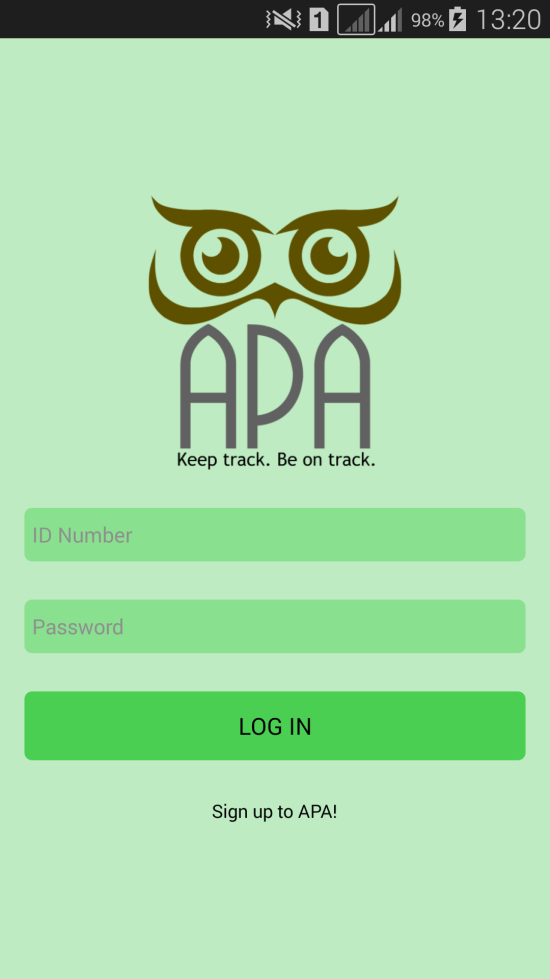 1 98% 13:20
APA
Keep track. Be on track.
ID Number
Password
LOG IN
Sign up to APA!